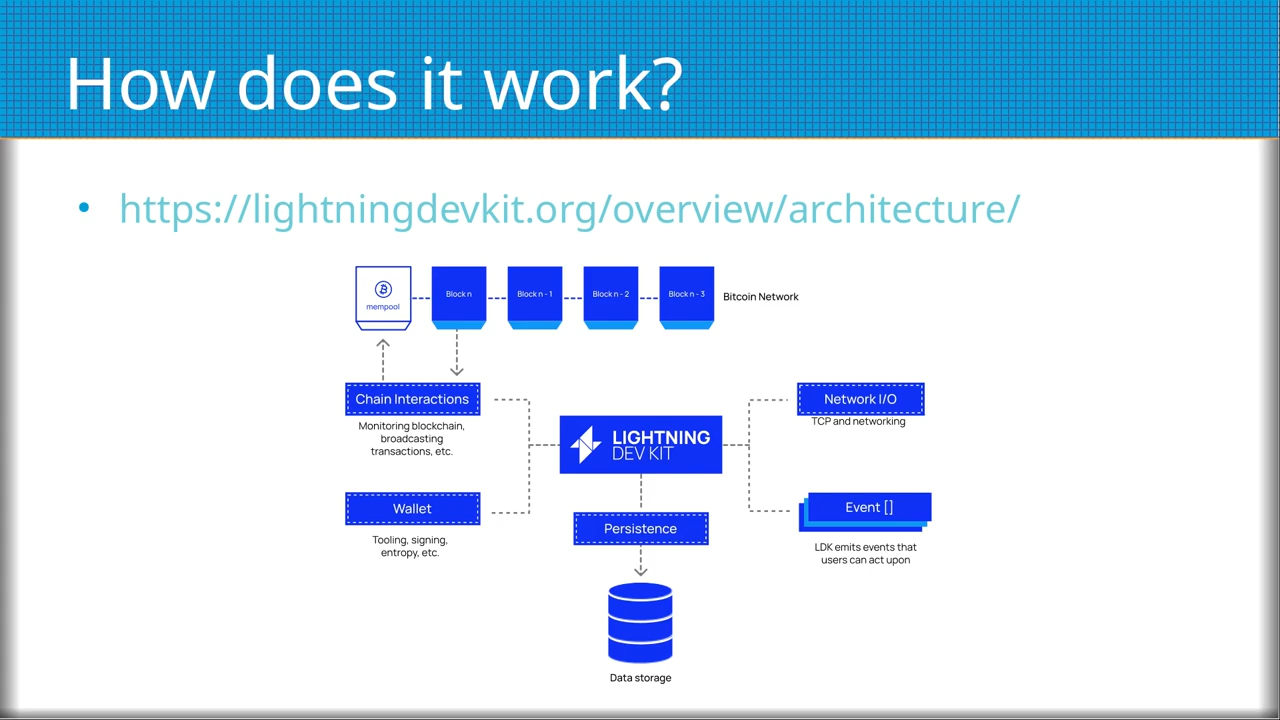 How does it work?
• https://lightningdevkit.org/overview/architecture/
mempool
Block n
Block n - 1
Block n - 2
Block n - 3
Bitcoin Network
Chain Interactions
Monitoring blockchain,
broadcasting
transactions, etc.
Network I/O
TCP and networking
LIGHTNING
DEV KIT
Wallet
Tooling, signing,
entropy, etc.
Persistence
Event []
LDK emits events that
users can act upon
Data storage